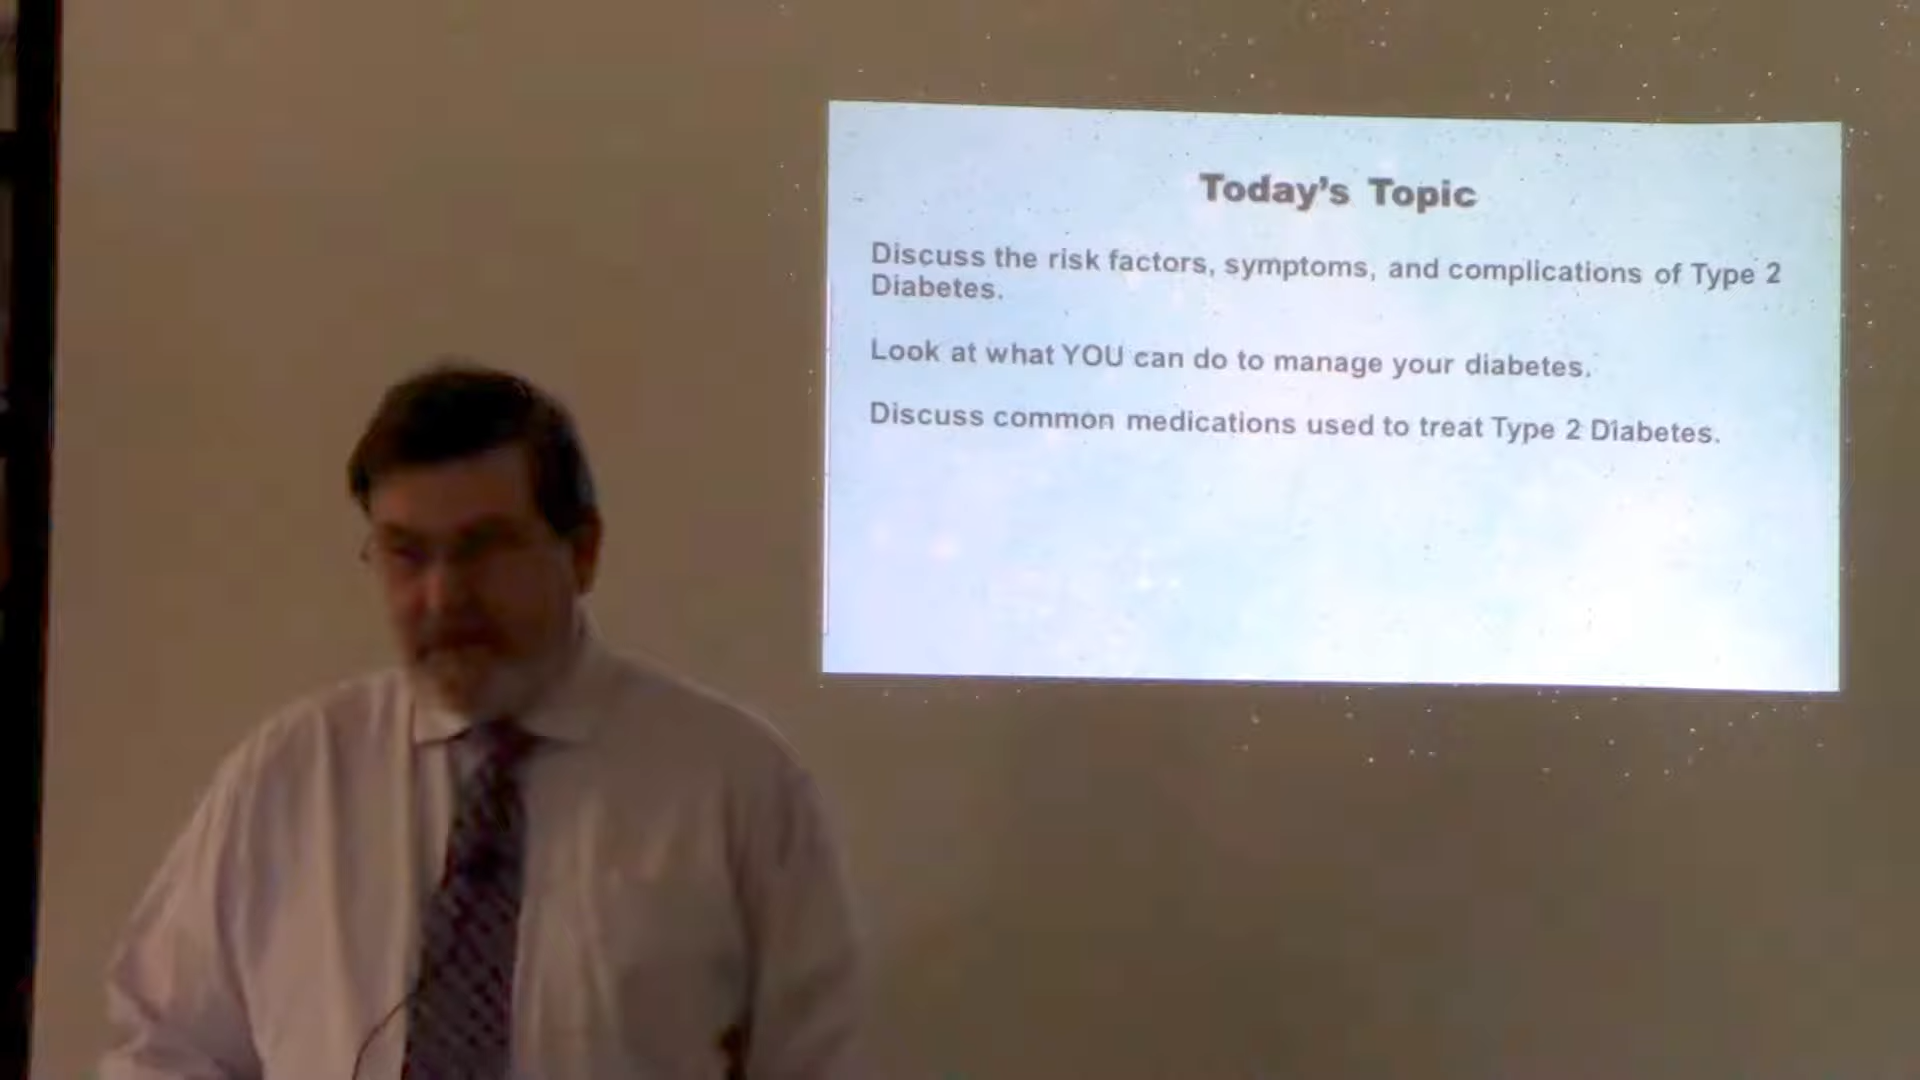 Today's Topic
Discuss the risk factors, symptoms, and complications of Type 2
Diabetes.
Look at what YOU can do to manage your diabetes.
Discuss common medications used to treat Type 2 Diabetes.